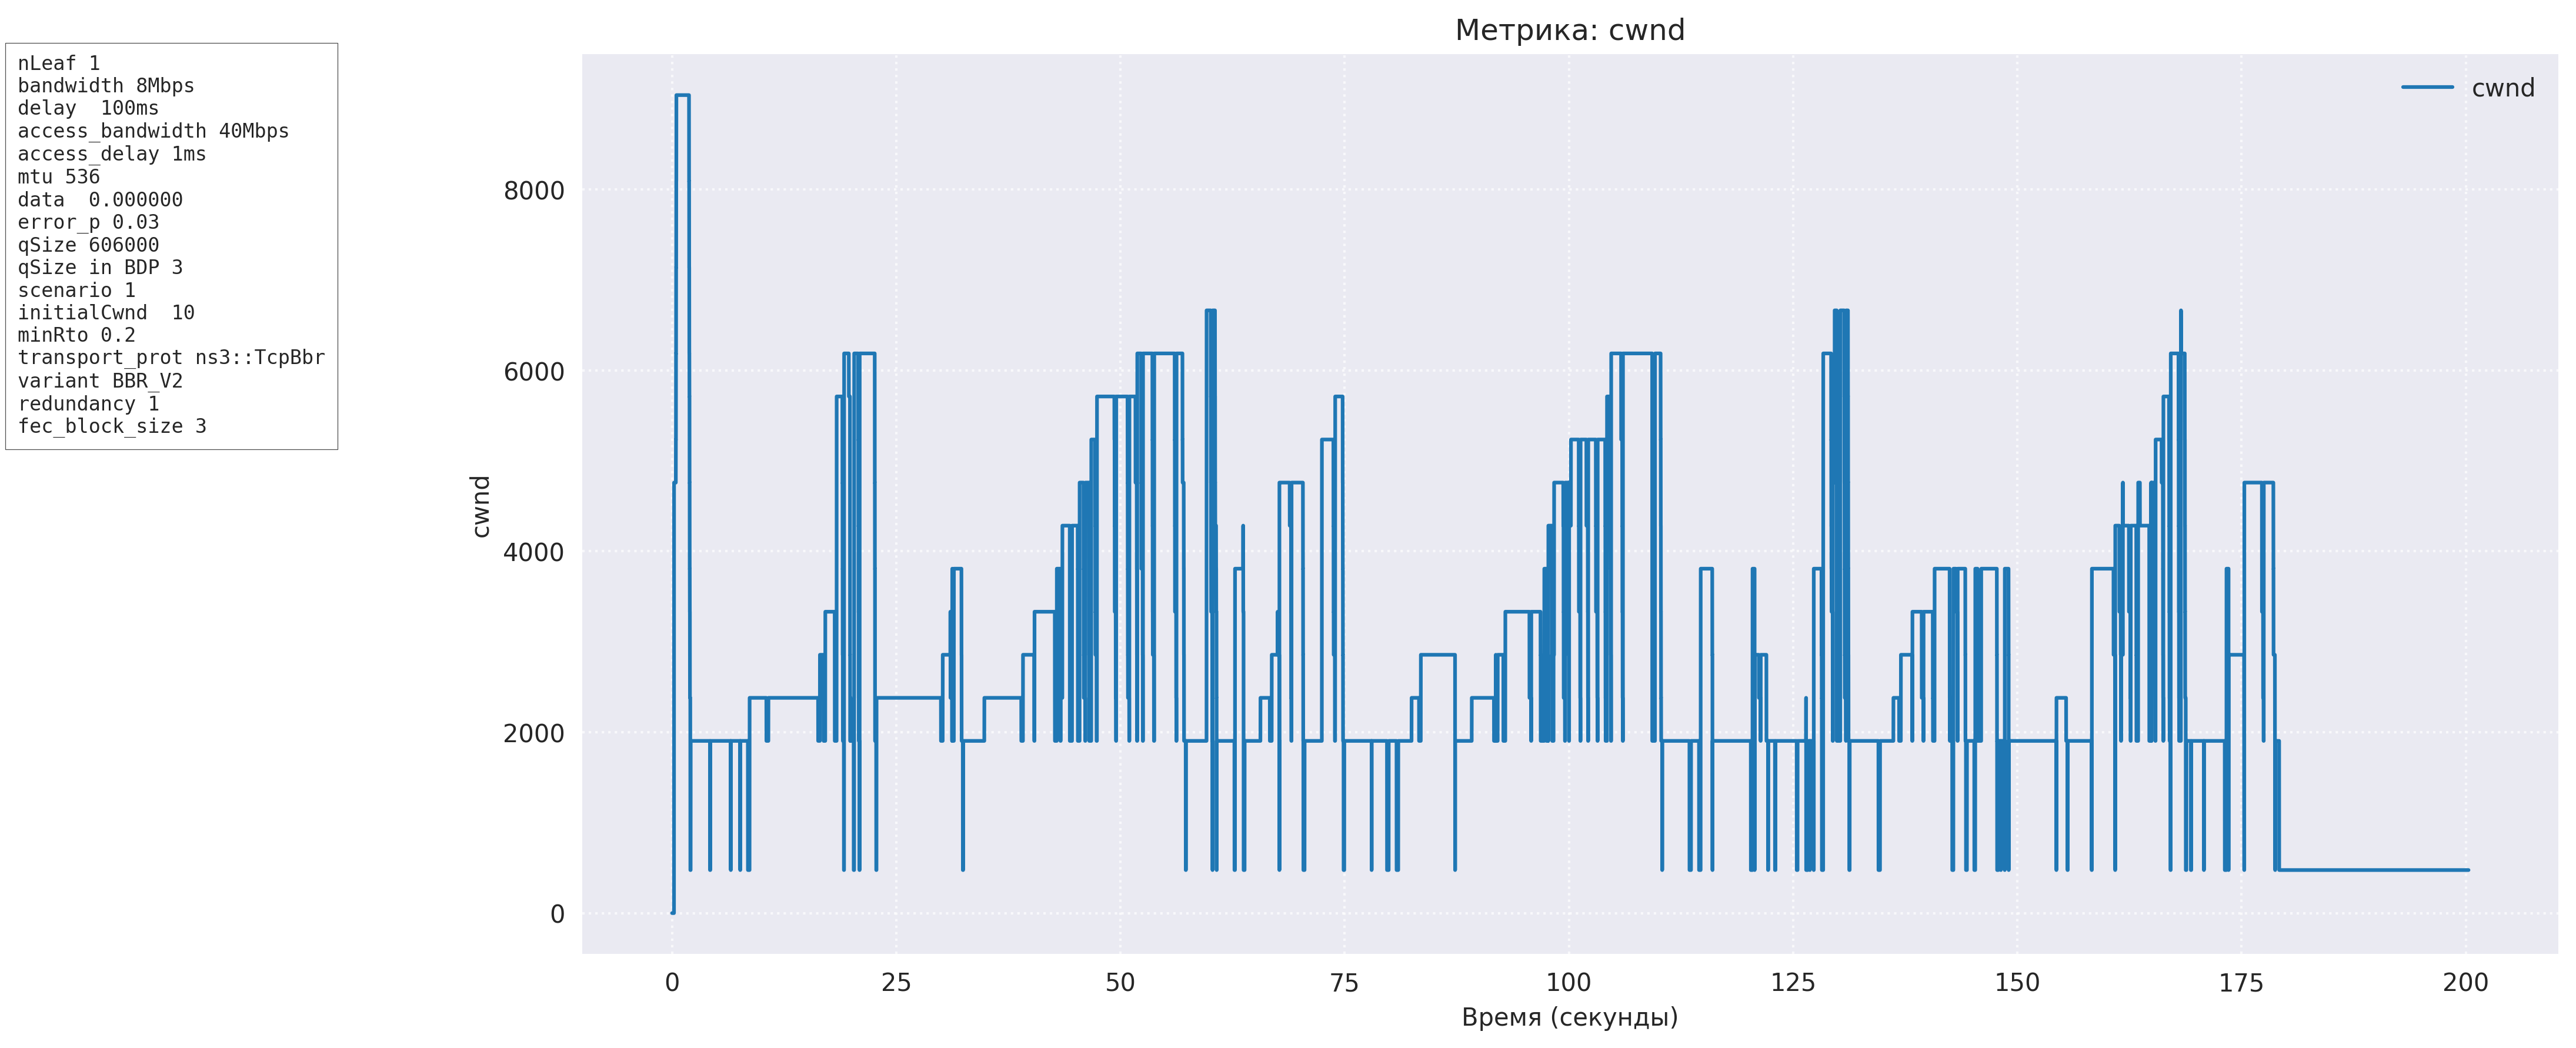 Метрика: cwnd
nLeaf 1
bandwidth 8Mbps
delay  100ms
access_bandwidth 40Mbps
access_delay 1ms
mtu 536
data  0.000000
error_p 0.03
qSize 606000
qSize in BDP 3
scenario 1
initialCwnd  10
minRto 0.2
transport_prot ns3::TcpBbr
variant BBR_V2
redundancy 1
fec_block_size 3
cwnd
8000
6000
4000
2000
0
cwnd
0 25 50 75 100 125 150 175 200
Время (секунды)